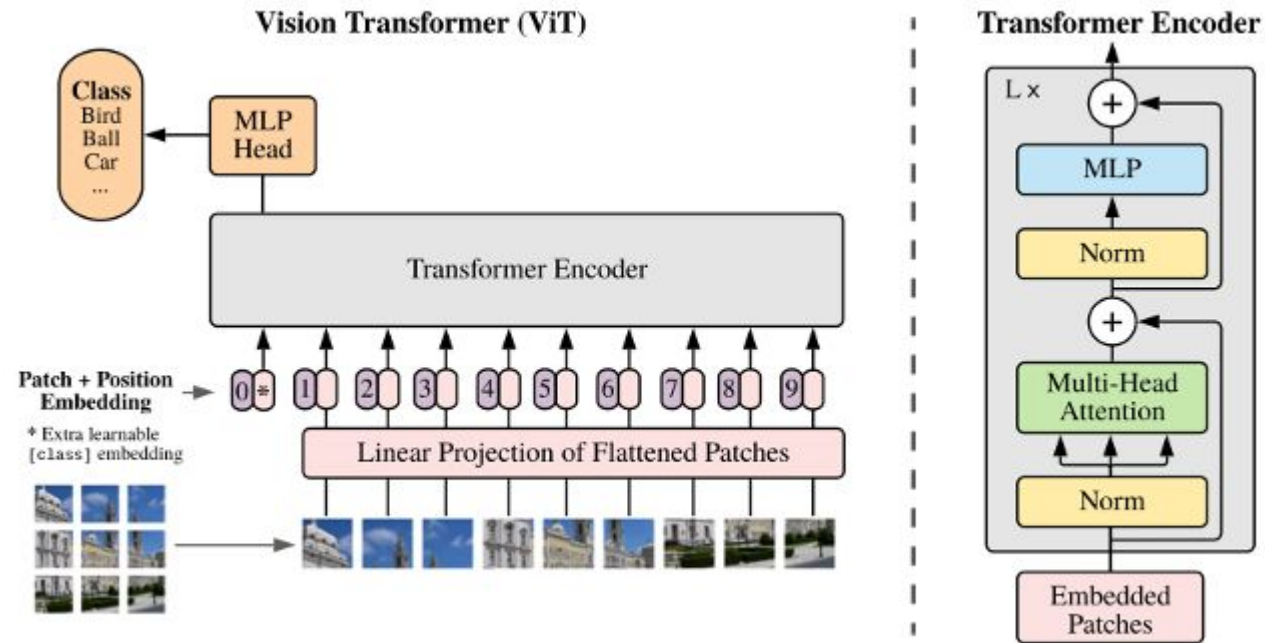 Vision Transformer (ViT)
Class
Bird
Ball
Car
...
MLP
Head
Transformer Encoder
Patch + Position
Embedding
* Extra learnable
[class] embedding
0 * 1 2 3 4 5 6 7 8 9
Linear Projection of Flattened Patches
Transformer Encoder
L ×
+
MLP
Norm
+
Multi-Head
Attention
Norm
Embedded
Patches